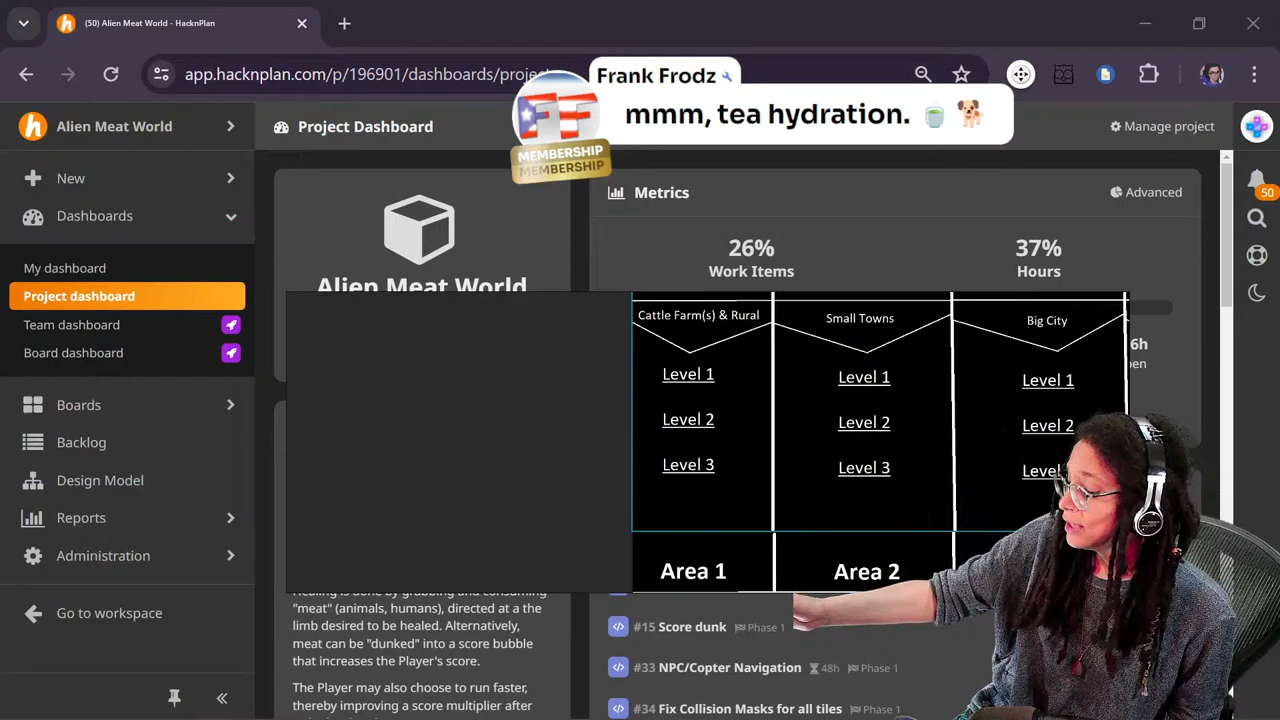 (50) Alien Meat World - HacknPlan
app.hacknplan.com/p/196901/dashboards/proje
Frank Frodz
mmm, tea hydration.
FF
MEMBERSHIP
MEMBERSHIP
Alien Meat World
Project Dashboard
Manage project
New
Dashboards
My dashboard
Project dashboard
Team dashboard
Board dashboard
Boards
Backlog
Design Model
Reports
Administration
Go to workspace
Alien Meat World
Metrics
Advanced
26%
Work Items
37%
Hours
50
6h
Cattle Farm(s) & Rural
Small Towns
Big City
Level 1
Level 1
Level 1
Level 2
Level 2
Level 2
Level 3
Level 3
Area 1
Area 2
Healing is done by grabbing and consuming
"meat" (animals, humans), directed at a the
limb desired to be healed. Alternatively,
meat can be "dunked" into a score bubble
that increases the Player's score.
The Player may also choose to run faster,
thereby improving a score multiplier after
#15 Score dunk Phase 1
#33 NPC/Copter Navigation 48h Phase 1
#34 Fix Collision Masks for all tiles Phase 1